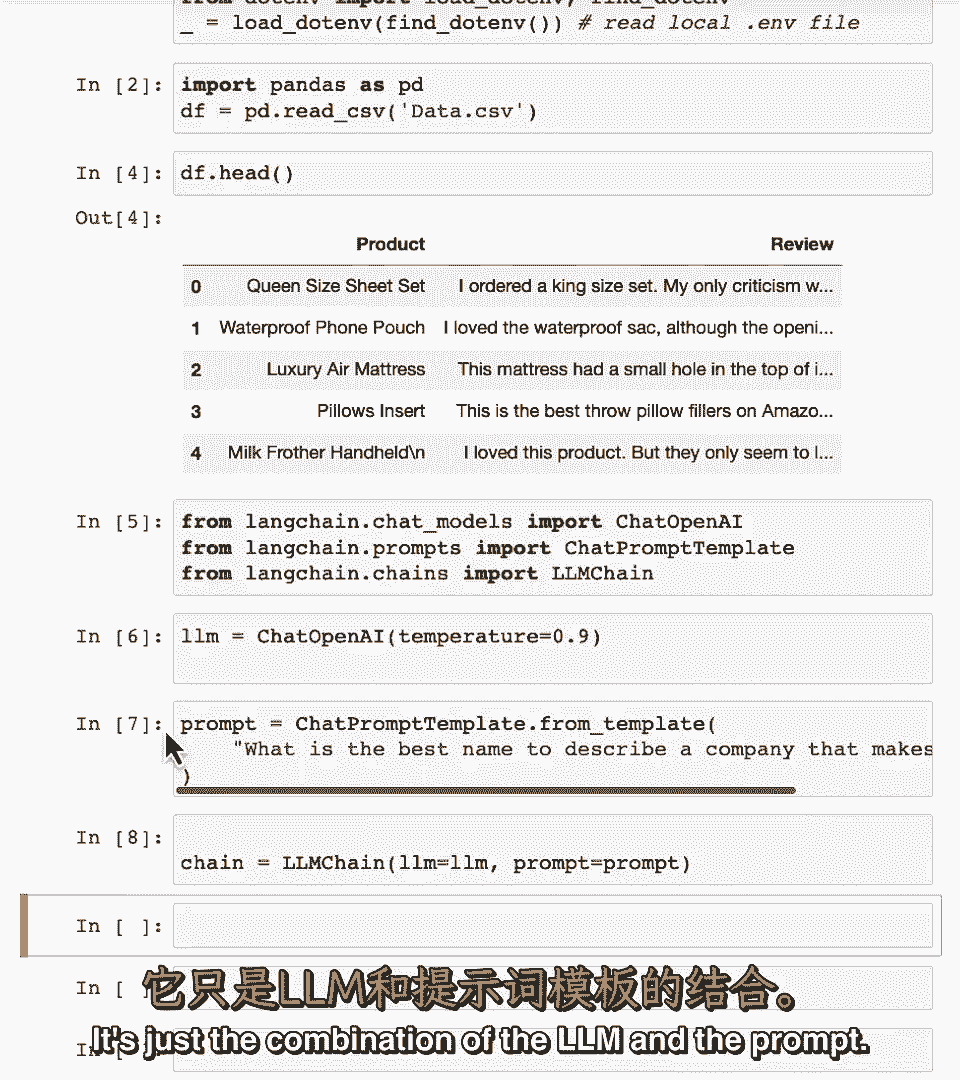 from dotenv import load_dotenv, find_dotenv
_ = load_dotenv(find_dotenv()) # read local .env file
In [2]: import pandas as pd
df = pd.read_csv('Data.csv')
In [4]: df.head()
Out[4]:
Product Review
0 Queen Size Sheet Set I ordered a king size set. My only criticism w...
1 Waterproof Phone Pouch I loved the waterproof sac, although the openi...
2 Luxury Air Mattress This mattress had a small hole in the top of i...
3 Pillows Insert This is the best throw pillow fillers on Amazo...
4 Milk Frother Handheld\n I loved this product. But they only seem to l...
In [5]: from langchain.chat_models import ChatOpenAI
from langchain.prompts import ChatPromptTemplate
from langchain.chains import LLMChain
In [6]: llm = ChatOpenAI(temperature=0.9)
In [7]: prompt = ChatPromptTemplate.from_template(
"What is the best name to describe a company that makes
)
In [8]:
chain = LLMChain(llm=llm, prompt=prompt)
In [ ]:
In [
它只是LLM和提示词模板的结合。
In
It's just the combination of the LLM and the prompt.